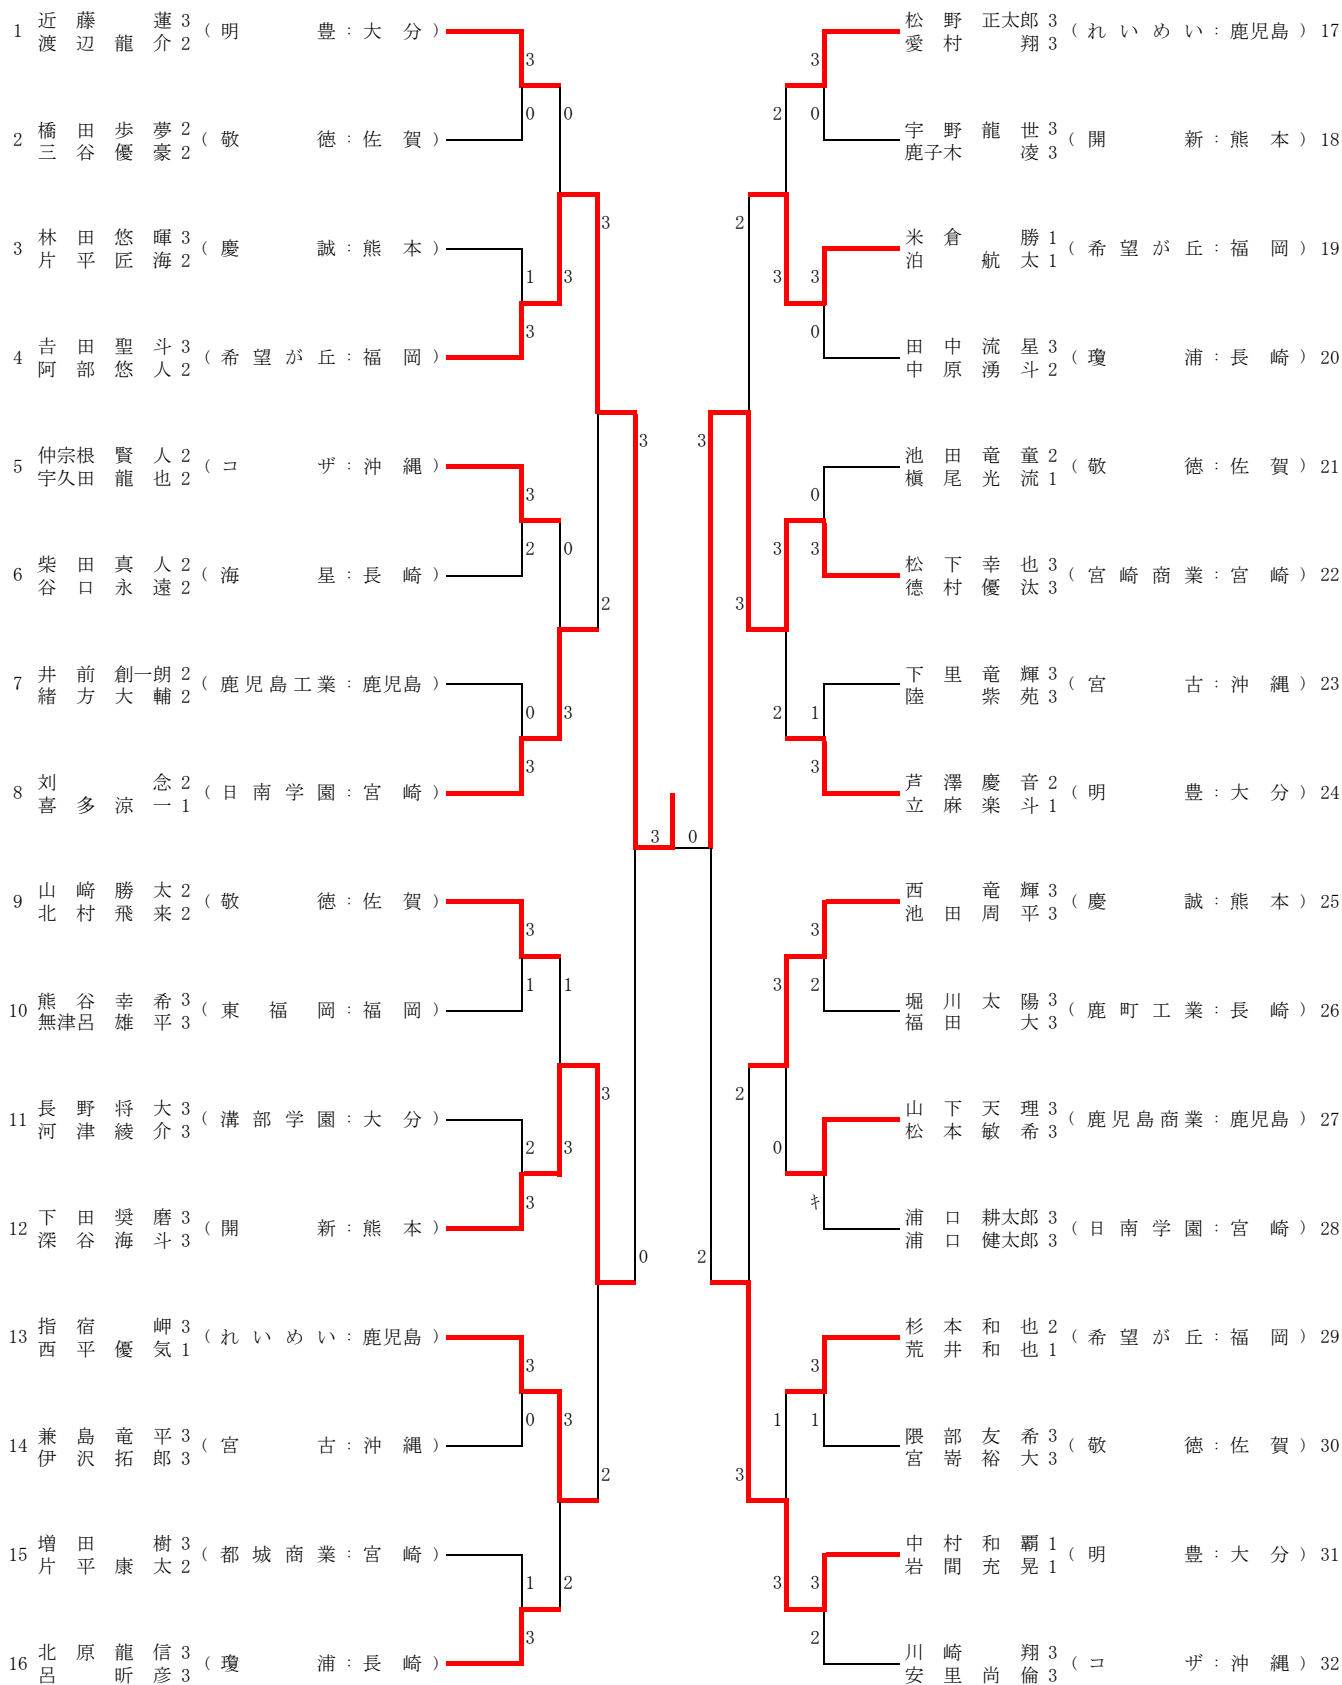 1 近藤 蓮 3 (明豊:大分)
渡辺龍介 2
3
0
0
2 橋田歩夢 2 (敬徳:佐賀)
三谷優豪 2
3
3 林田悠暉 3 (慶誠:熊本)
片平匠海 2
1
3
3
4 吉田聖斗 3 (希望が丘:福岡)
阿部悠人 2
3
5 仲宗根賢人 2 (コザ:沖縄)
宇久田龍也 2
3
2
0
6 柴田真人 2 (海星:長崎)
谷口永遠 2
2
7 井前創一朗 2 (鹿児島工業:鹿児島)
緒方大輔 2
0
3
3
8 刘 念 2 (日南学園:宮崎)
喜多涼一 1
3 0
9 山﨑勝太 2 (敬徳:佐賀)
北村飛来 2
3
1
1
10 熊谷幸希 3 (東福岡:福岡)
無津呂雄平 3
3
11 長野将大 3 (溝部学園:大分)
河津綾介 3
2
3
3
12 下田奨磨 3 (開新:熊本)
深谷海斗 3
0
13 指宿 岬 3 (れいめい:鹿児島)
西平優気 1
3
0
3
14 兼島竜平 3 (宮古:沖縄)
伊沢拓郎 3
2
15 増田 樹 3 (都城商業:宮崎)
片平康太 2
1
2
3
16 北原龍信 3 (瓊浦:長崎)
呂 昕彦 3
松野正太郎 3 (れいめい:鹿児島) 17
愛村 翔 3
3
2
0
宇野龍世 3 (開新:熊本) 18
鹿子木 凌 3
2
米倉 勝 1 (希望が丘:福岡) 19
泊 航太 1
3
3
0
田中流星 3 (瓊浦:長崎) 20
中原湧斗 2
3
池田竜童 2 (敬徳:佐賀) 21
槇尾光流 1
0
3
3
松下幸也 3 (宮崎商業:宮崎) 22
德村優汰 3
3
下里竜輝 3 (宮古:沖縄) 23
陸 紫苑 3
2
1
3
芦澤慶音 2 (明豊:大分) 24
立麻楽斗 1
西 竜輝 3 (慶誠:熊本) 25
池田周平 3
3
3
2
堀川太陽 3 (鹿町工業:長崎) 26
福田 大 3
2
山下天理 3 (鹿児島商業:鹿児島) 27
松本敏希 3
0
キ
浦口耕太郎 3 (日南学園:宮崎) 28
浦口健太郎 3
2
杉本和也 2 (希望が丘:福岡) 29
荒井和也 1
3
1
1
隈部友希 3 (敬徳:佐賀) 30
宮嵜裕大 3
3
中村和覇 1 (明豊:大分) 31
岩間充晃 1
3
3
2
川崎 翔 3 (コザ:沖縄) 32
安里尚倫 3